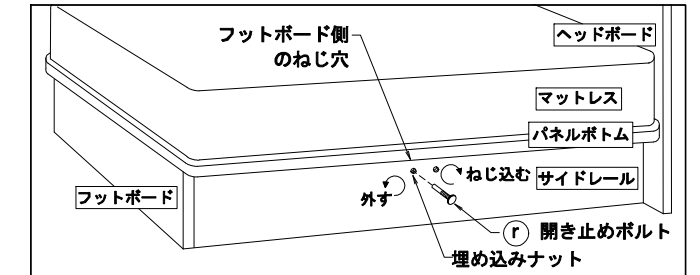 ヘッドボード
フットボード側
のねじ穴
マットレス
パネルボトム
ねじ込む
サイドレール
フットボード
外す
r 開き止めボルト
埋め込みナット